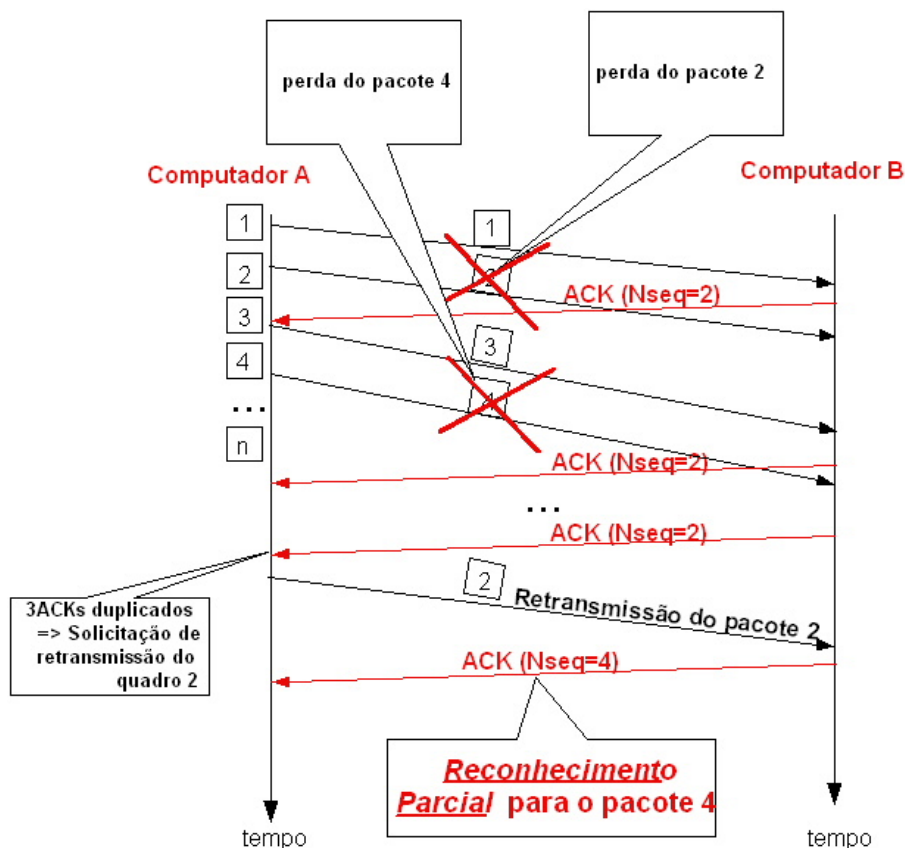 perda do pacote 4
perda do pacote 2
Computador A
Computador B
1
1
2
ACK (Nseq=2)
3
3
4
4
...
n
ACK (Nseq=2)
...
ACK (Nseq=2)
2
Retransmissão do pacote 2
3ACKs duplicados
=> Solicitação de
retransmissão do
quadro 2
ACK (Nseq=4)
Reconhecimento
Parcial para o pacote 4
tempo
tempo